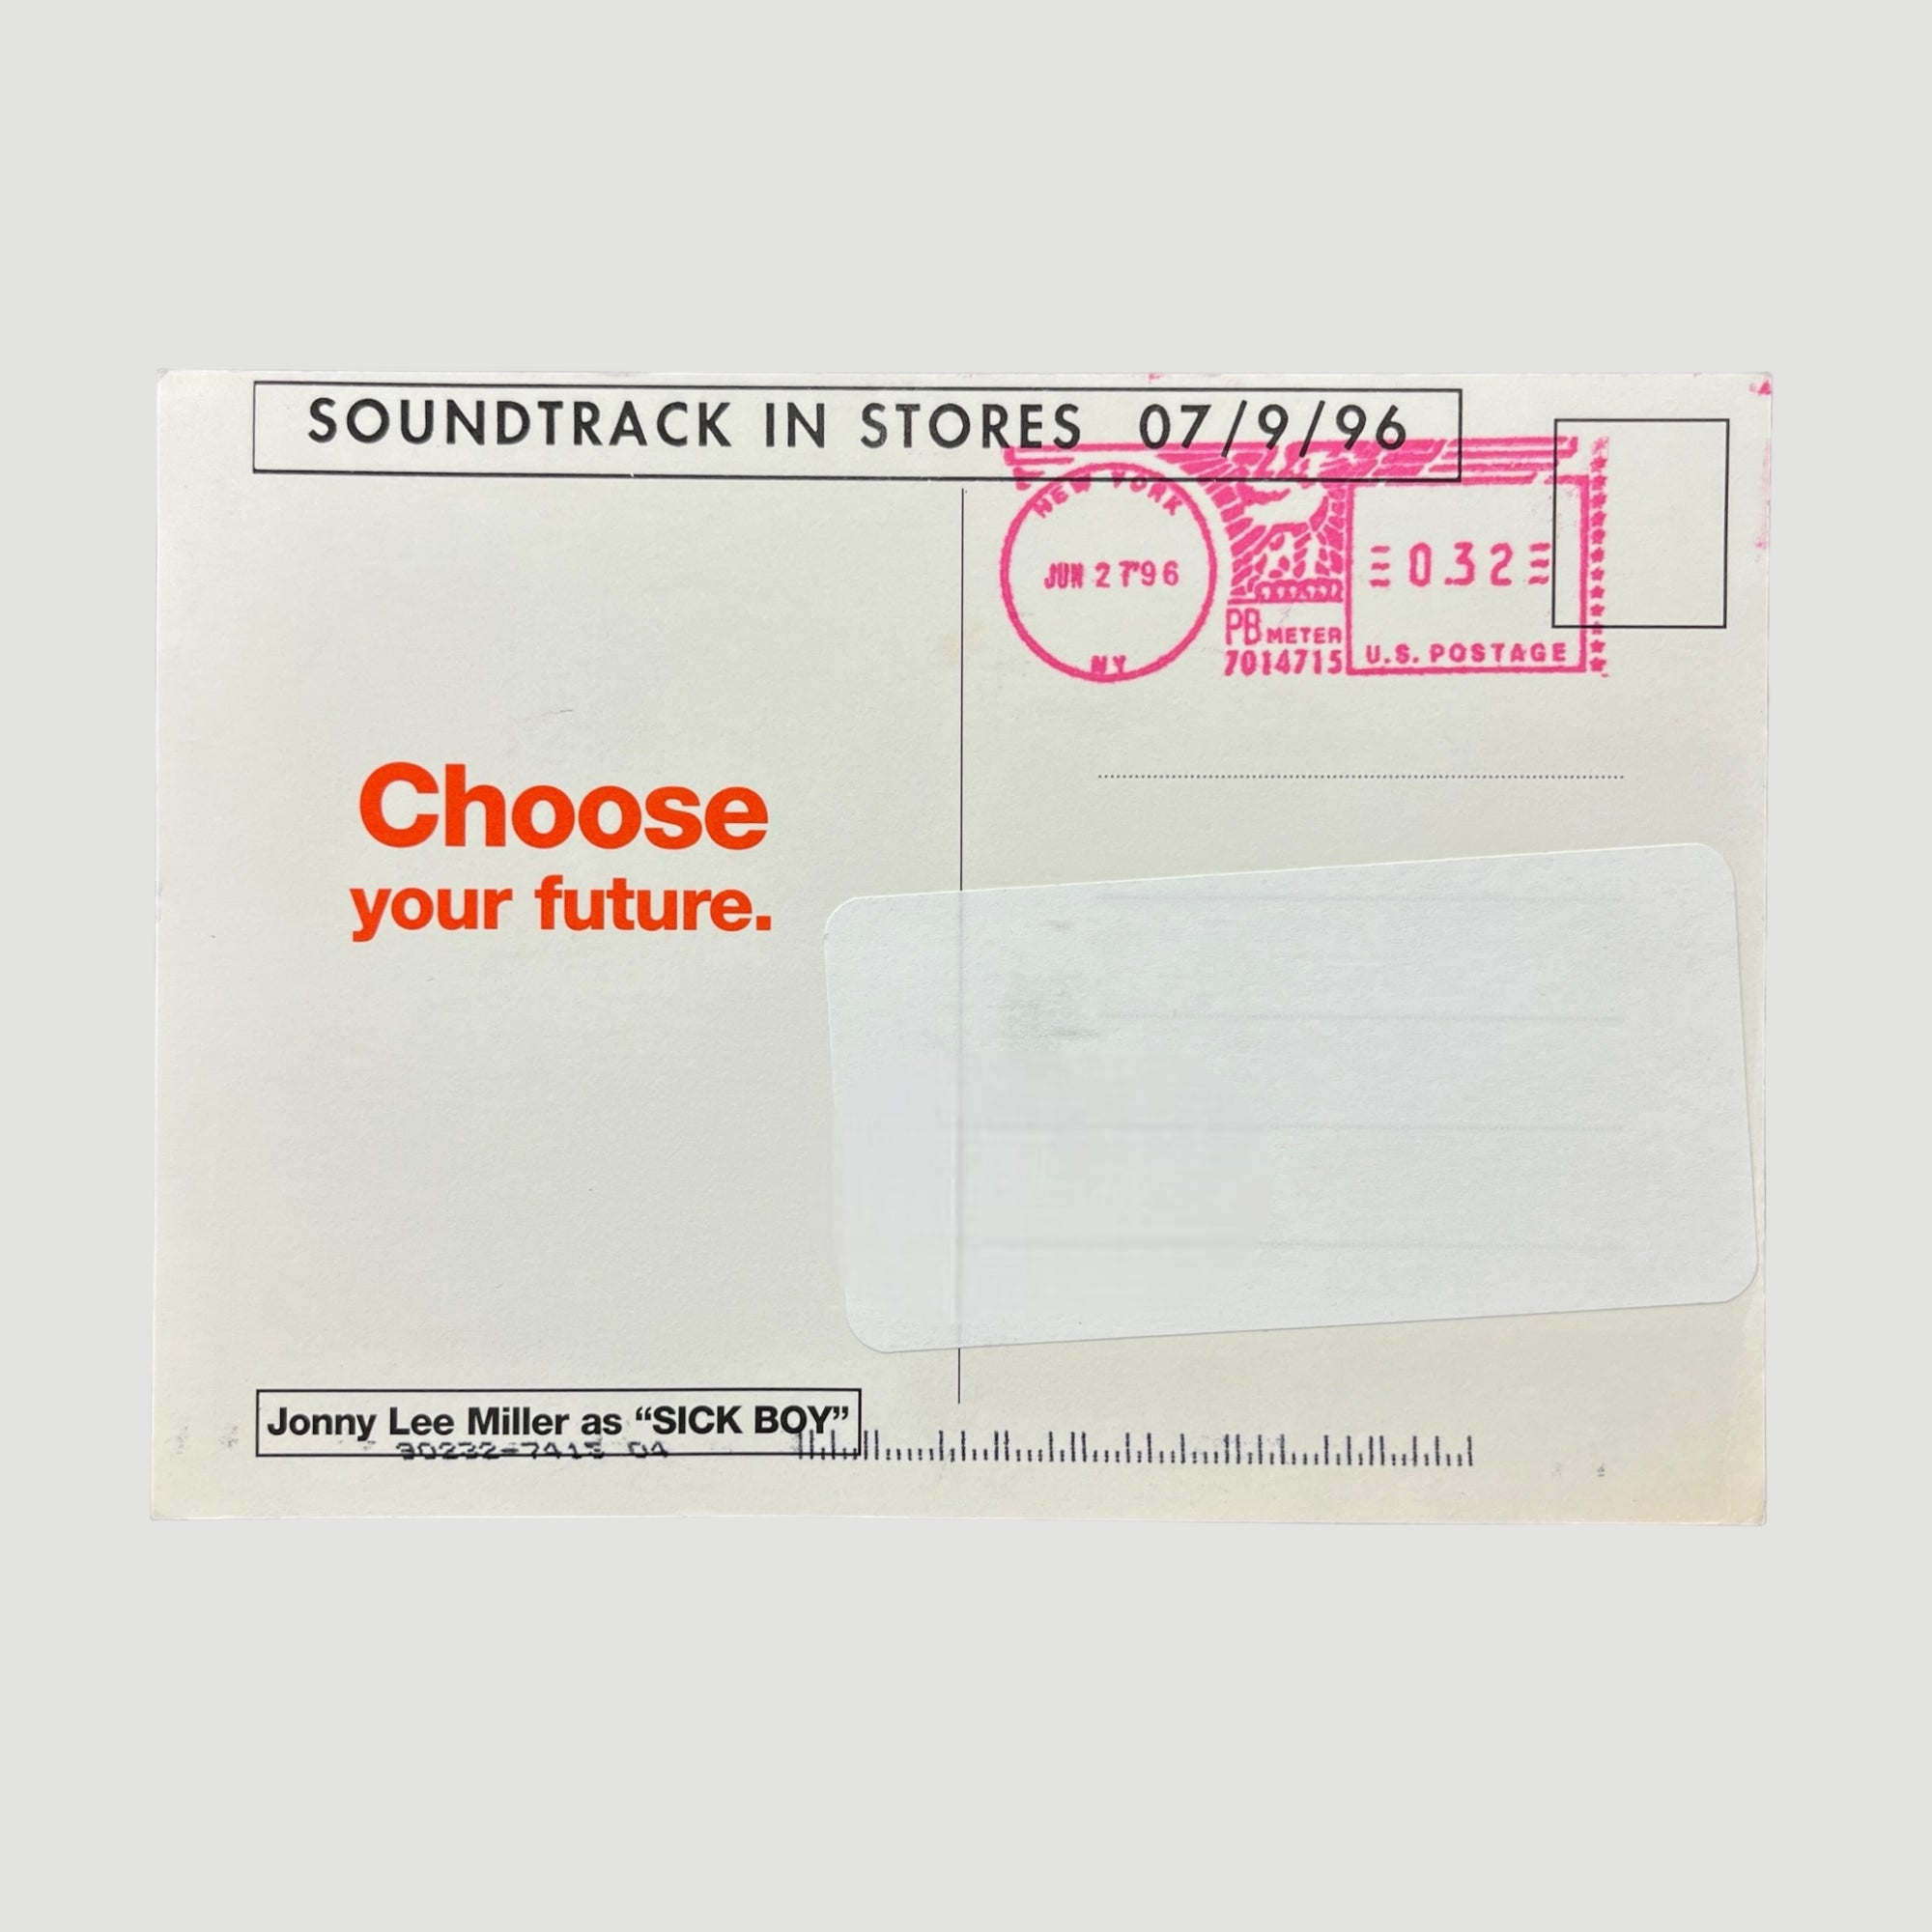 SOUNDTRACK IN STORES 07/9/96
NEW YORK
JUN 27'96
NY
PB METER
7014715
0.32
U.S. POSTAGE
Choose
your future.
Jonny Lee Miller as “SICK BOY”